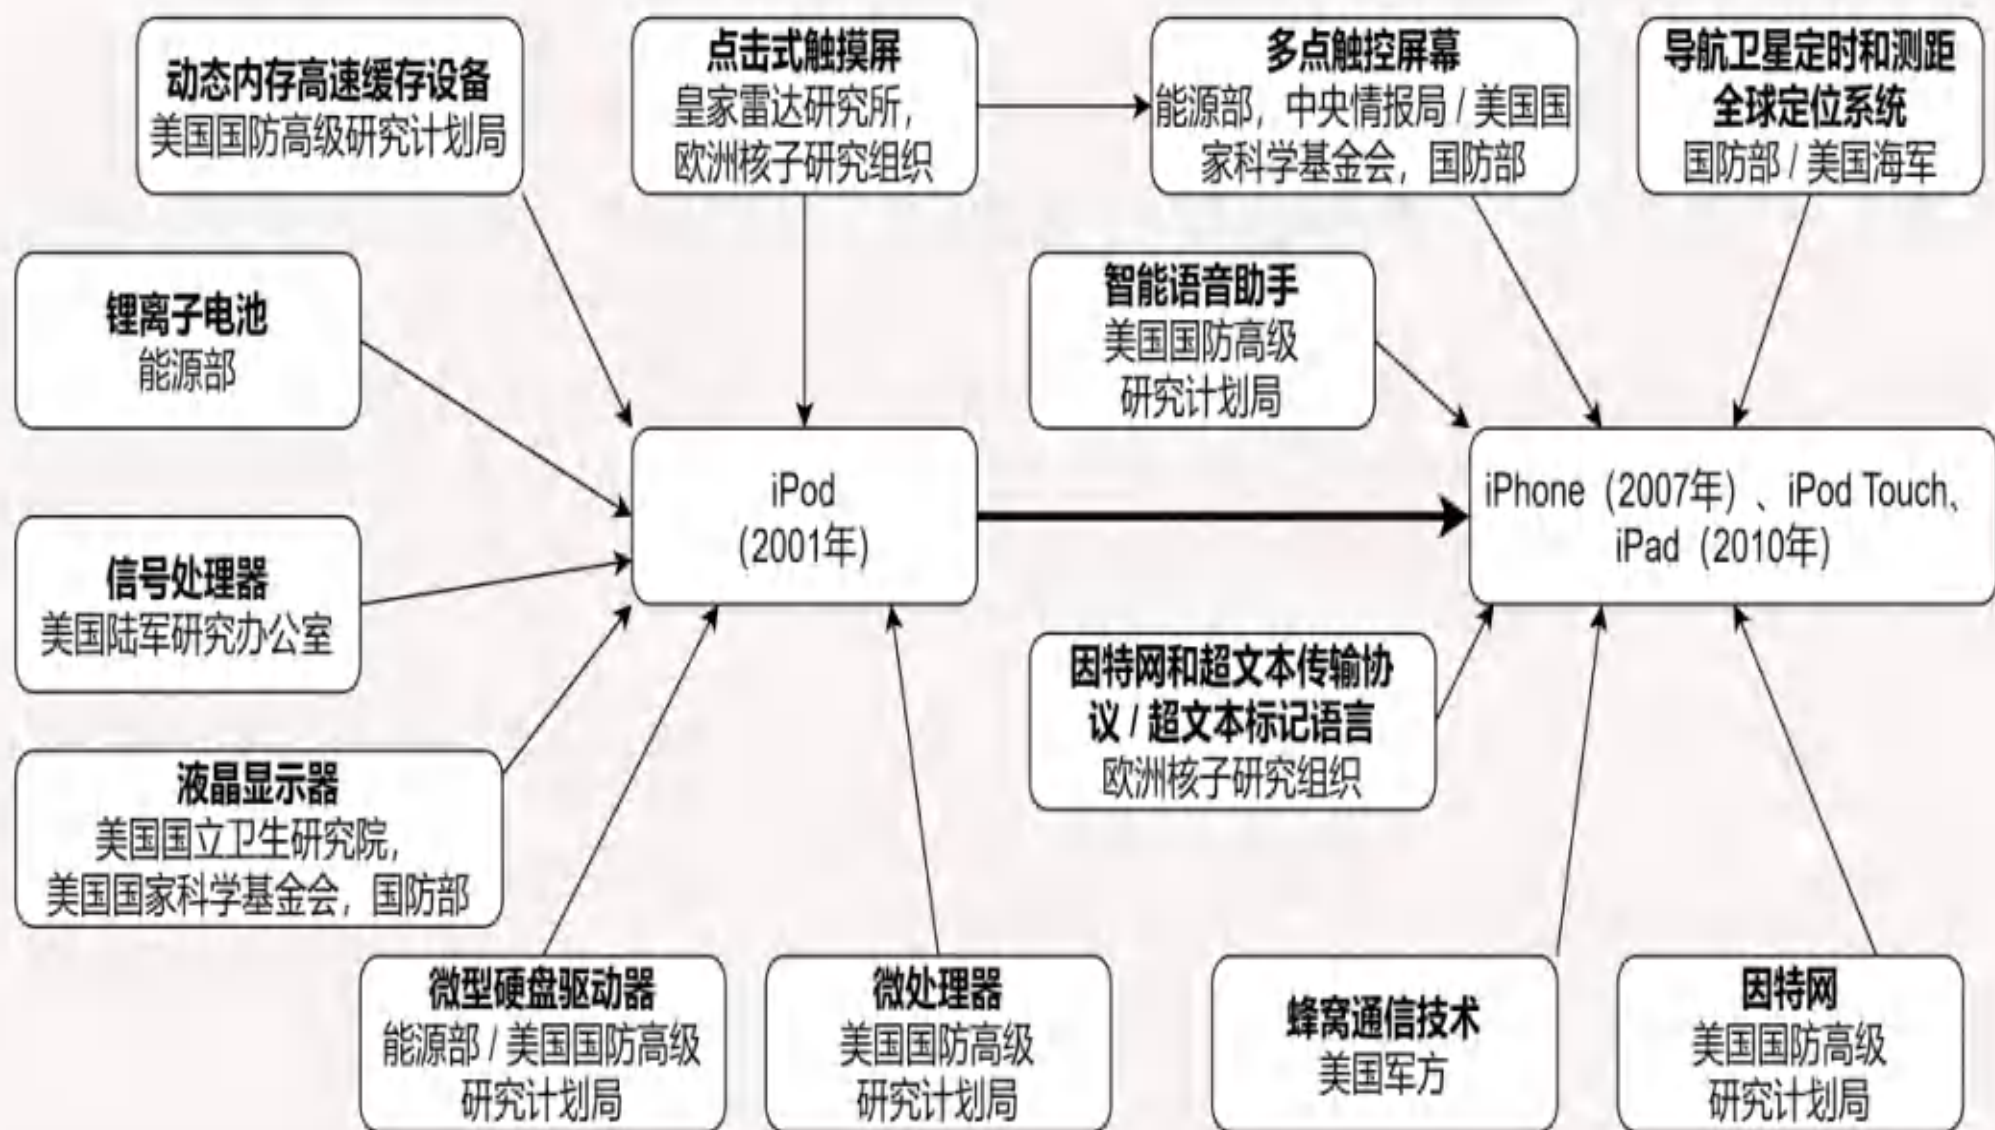 动态内存高速缓存设备
美国国防高级研究计划局
点击式触摸屏
皇家雷达研究所，
欧洲核子研究组织
多点触控屏幕
能源部，中央情报局 / 美国国
家科学基金会，国防部
导航卫星定时和测距
全球定位系统
国防部 / 美国海军
锂离子电池
能源部
智能语音助手
美国国防高级
研究计划局
信号处理器
美国陆军研究办公室
iPod
（2001年）
iPhone（2007年）、iPod Touch、
iPad（2010年）
因特网和超文本传输协
议 / 超文本标记语言
欧洲核子研究组织
液晶显示器
美国国立卫生研究院，
美国国家科学基金会，国防部
微型硬盘驱动器
能源部 / 美国国防高级
研究计划局
微处理器
美国国防高级
研究计划局
蜂窝通信技术
美国军方
因特网
美国国防高级
研究计划局